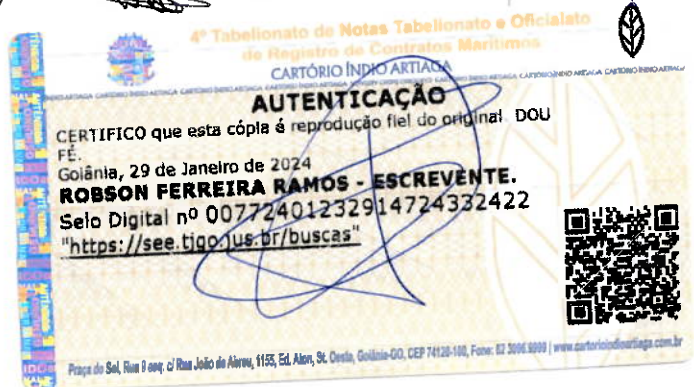 4º Tabelionato de Notas Tabelionato e Oficialato
de Registro de Contratos Marítimos
CARTÓRIO ÍNDIO ARTIAGA
AUTENTICAÇÃO
CERTIFICO que esta cópia é reprodução fiel do original DOU
FÉ.
Goiânia, 29 de Janeiro de 2024
ROBSON FERREIRA RAMOS - ESCREVENTE.
Selo Digital nº 00772401232914724332422
"https://see.tjgo.jus.br/buscas"
Praça do Sol, Rua 9 esq. c/ Rua João de Abreu, 1155, Ed. Aton, St. Oeste, Goiânia-GO, CEP 74120-100, Fone: 62 3096.9999 | www.cartorioindioartiaga.com.br